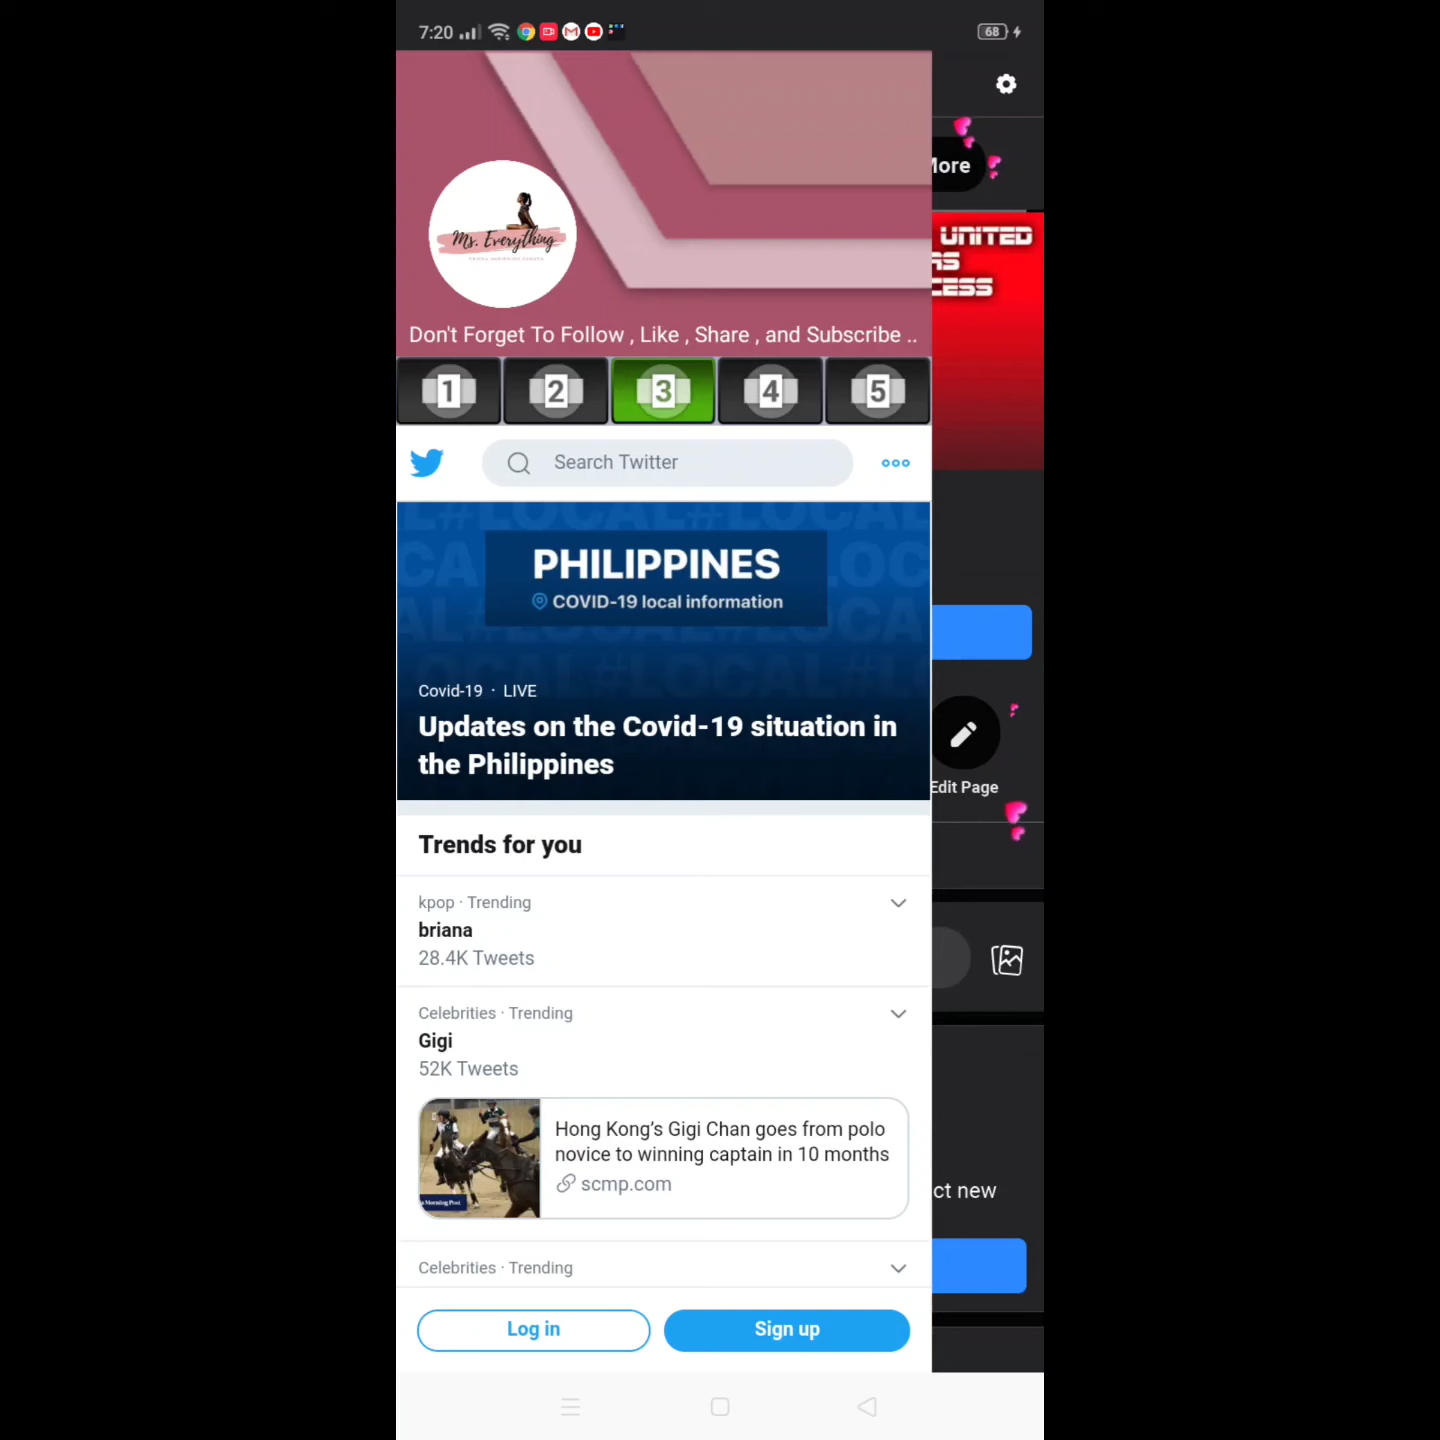 7:20
68
More
Ms. Everything
UNITED
Don't Forget To Follow , Like , Share , and Subscribe ..
1 2 3 4 5
Search Twitter
PHILIPPINES
COVID-19 local information
Covid-19 · LIVE
Updates on the Covid-19 situation in
the Philippines
Edit Page
Trends for you
kpop · Trending
briana
28.4K Tweets
Celebrities · Trending
Gigi
52K Tweets
Hong Kong’s Gigi Chan goes from polo
novice to winning captain in 10 months
scmp.com
ct new
Celebrities · Trending
Log in
Sign up